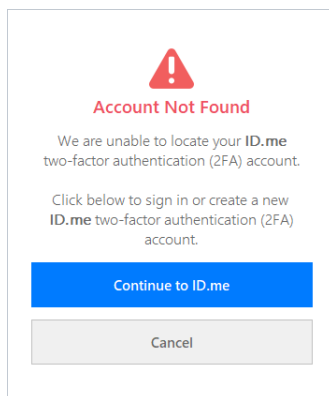 Account Not Found
We are unable to locate your ID.me
two-factor authentication (2FA) account.
Click below to sign in or create a new
ID.me two-factor authentication (2FA)
account.
Continue to ID.me
Cancel